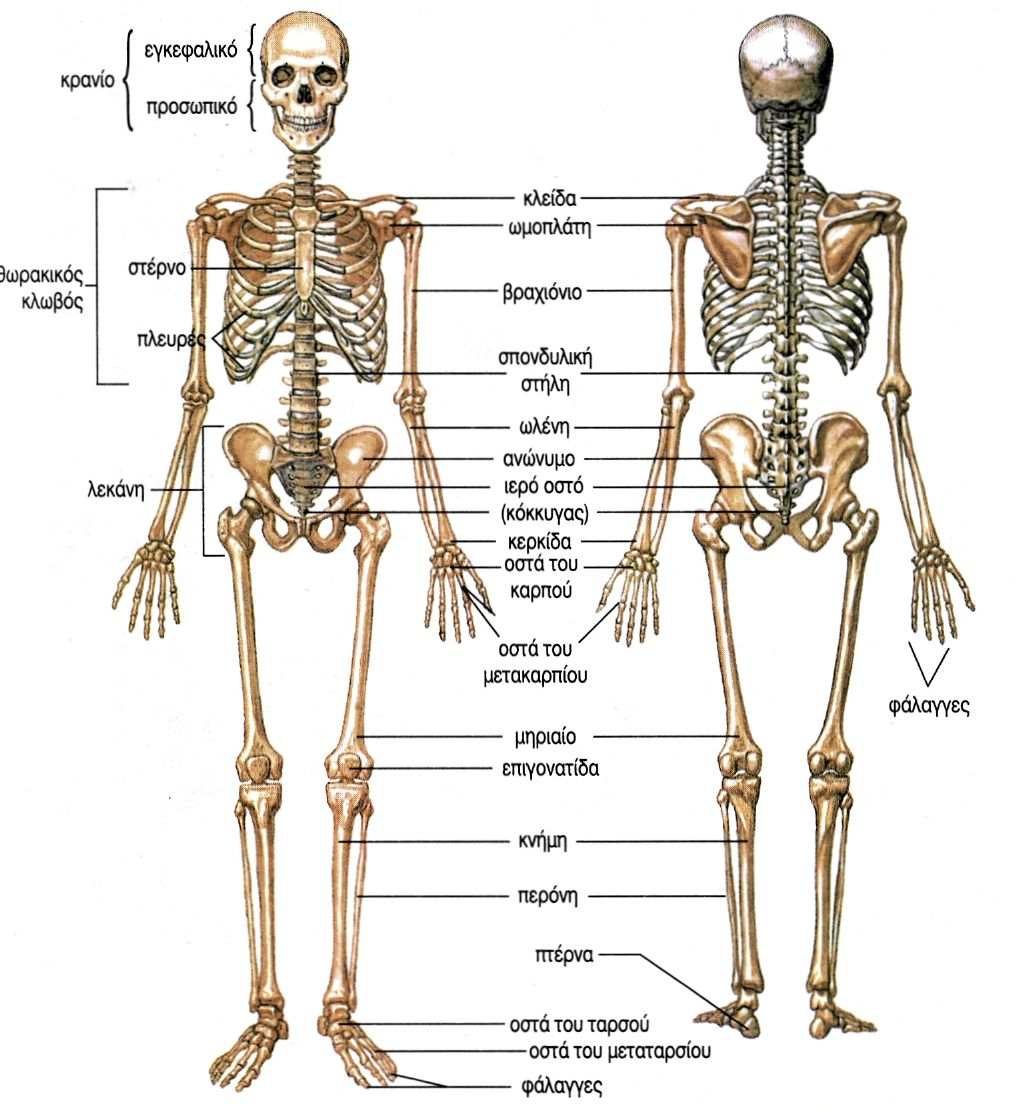 εγκεφαλικό
κρανίο
προσωπικό
κλείδα
ωμοπλάτη
στέρνο
θωρακικός
κλωβός
βραχιόνιο
πλευρές
σπονδυλική
στήλη
ωλένη
ανώνυμο
λεκάνη
ιερό οστό
(κόκκυγας)
κερκίδα
οστά του
καρπού
οστά του
μετακαρπίου
φάλαγγες
μηριαίο
επιγονατίδα
κνήμη
περόνη
πτέρνα
οστά του ταρσού
οστά του μεταταρσίου
φάλαγγες